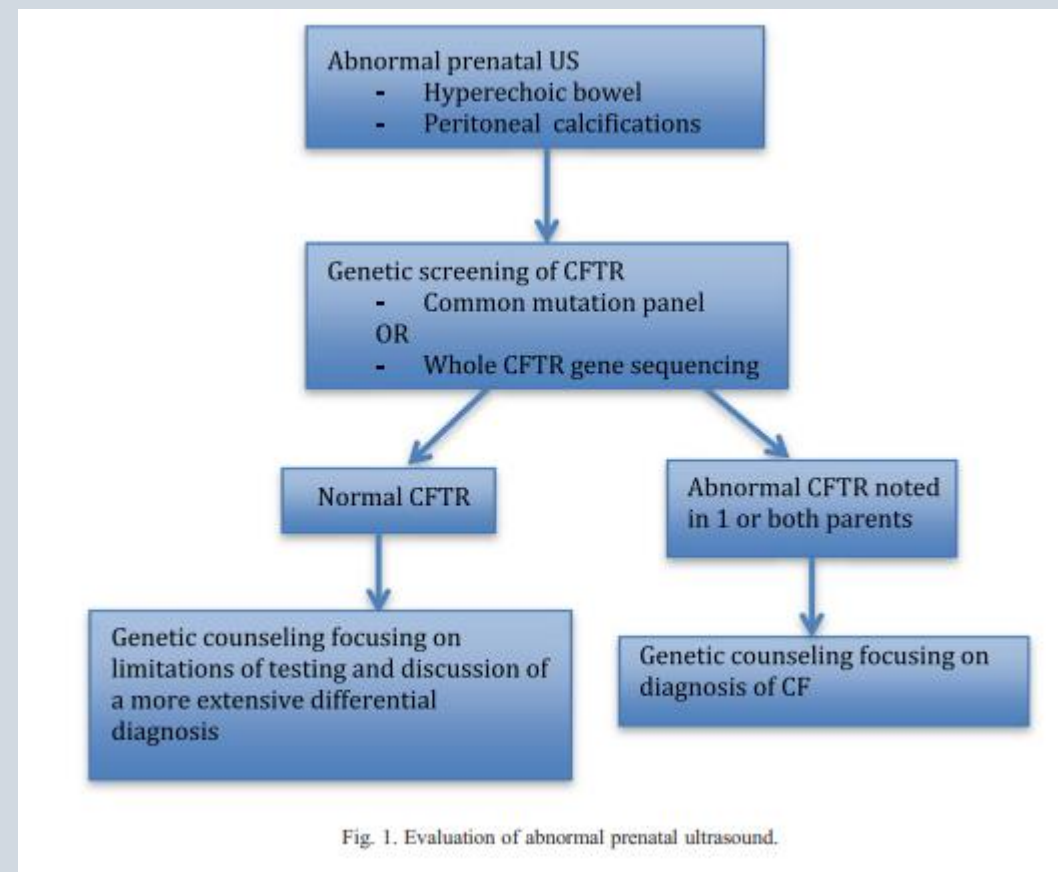 Abnormal prenatal US
- Hyperechoic bowel
- Peritoneal calcifications
Genetic screening of CFTR
- Common mutation panel
OR
- Whole CFTR gene sequencing
Normal CFTR
Abnormal CFTR noted
in 1 or both parents
Genetic counseling focusing on
limitations of testing and discussion of
a more extensive differential
diagnosis
Genetic counseling focusing on
diagnosis of CF
Fig. 1. Evaluation of abnormal prenatal ultrasound.